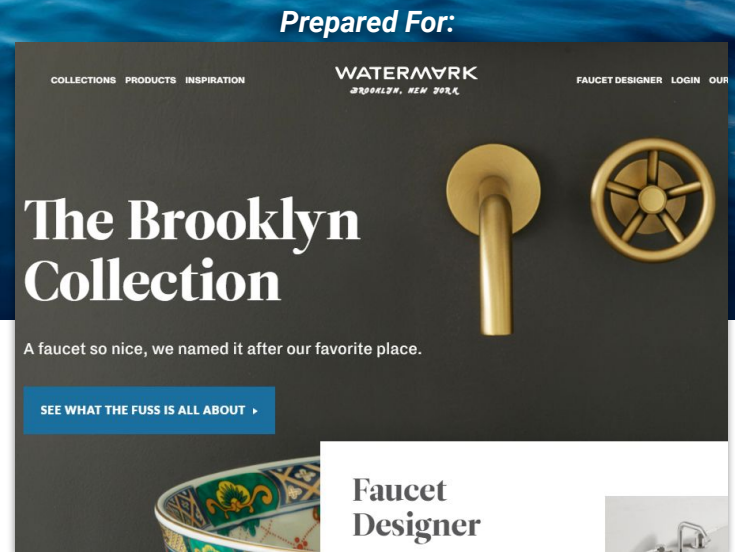 Prepared For:
COLLECTIONS PRODUCTS INSPIRATION
WATERMARK
BROOKLYN, NEW YORK
FAUCET DESIGNER LOGIN OUR
The Brooklyn
Collection
A faucet so nice, we named it after our favorite place.
SEE WHAT THE FUSS IS ALL ABOUT
Faucet
Designer